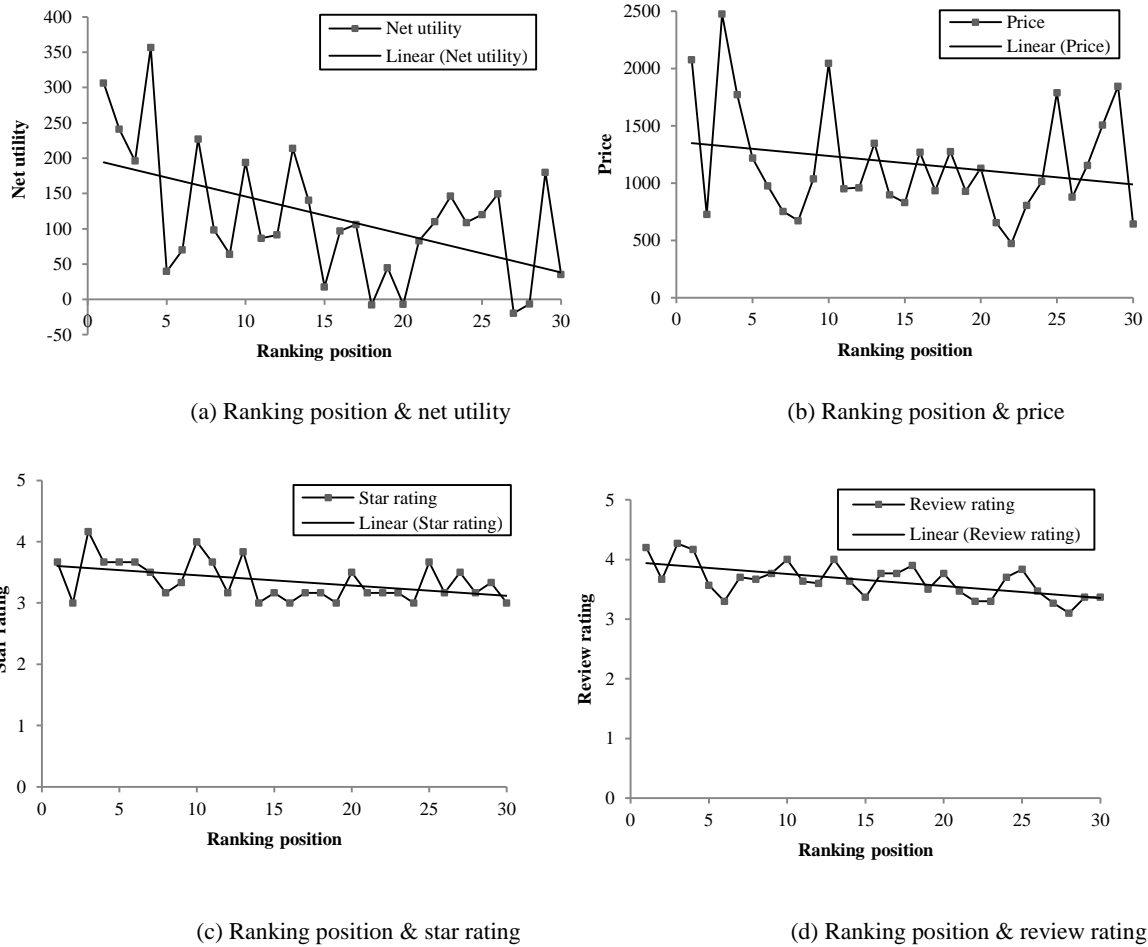 400
350
300
250
200
150
100
50
0
-50
Net utility
Net utility
Linear (Net utility)
0 5 10 15 20 25 30
Ranking position
(a) Ranking position & net utility
2500
2000
1500
1000
500
0
Price
Price
Linear (Price)
0 5 10 15 20 25 30
Ranking position
(b) Ranking position & price
5
4
3
2
1
0
Star rating
Star rating
Linear (Star rating)
0 5 10 15 20 25 30
Ranking position
(c) Ranking position & star rating
5
4
3
2
1
0
Review rating
Review rating
Linear (Review rating)
0 5 10 15 20 25 30
Ranking position
(d) Ranking position & review rating